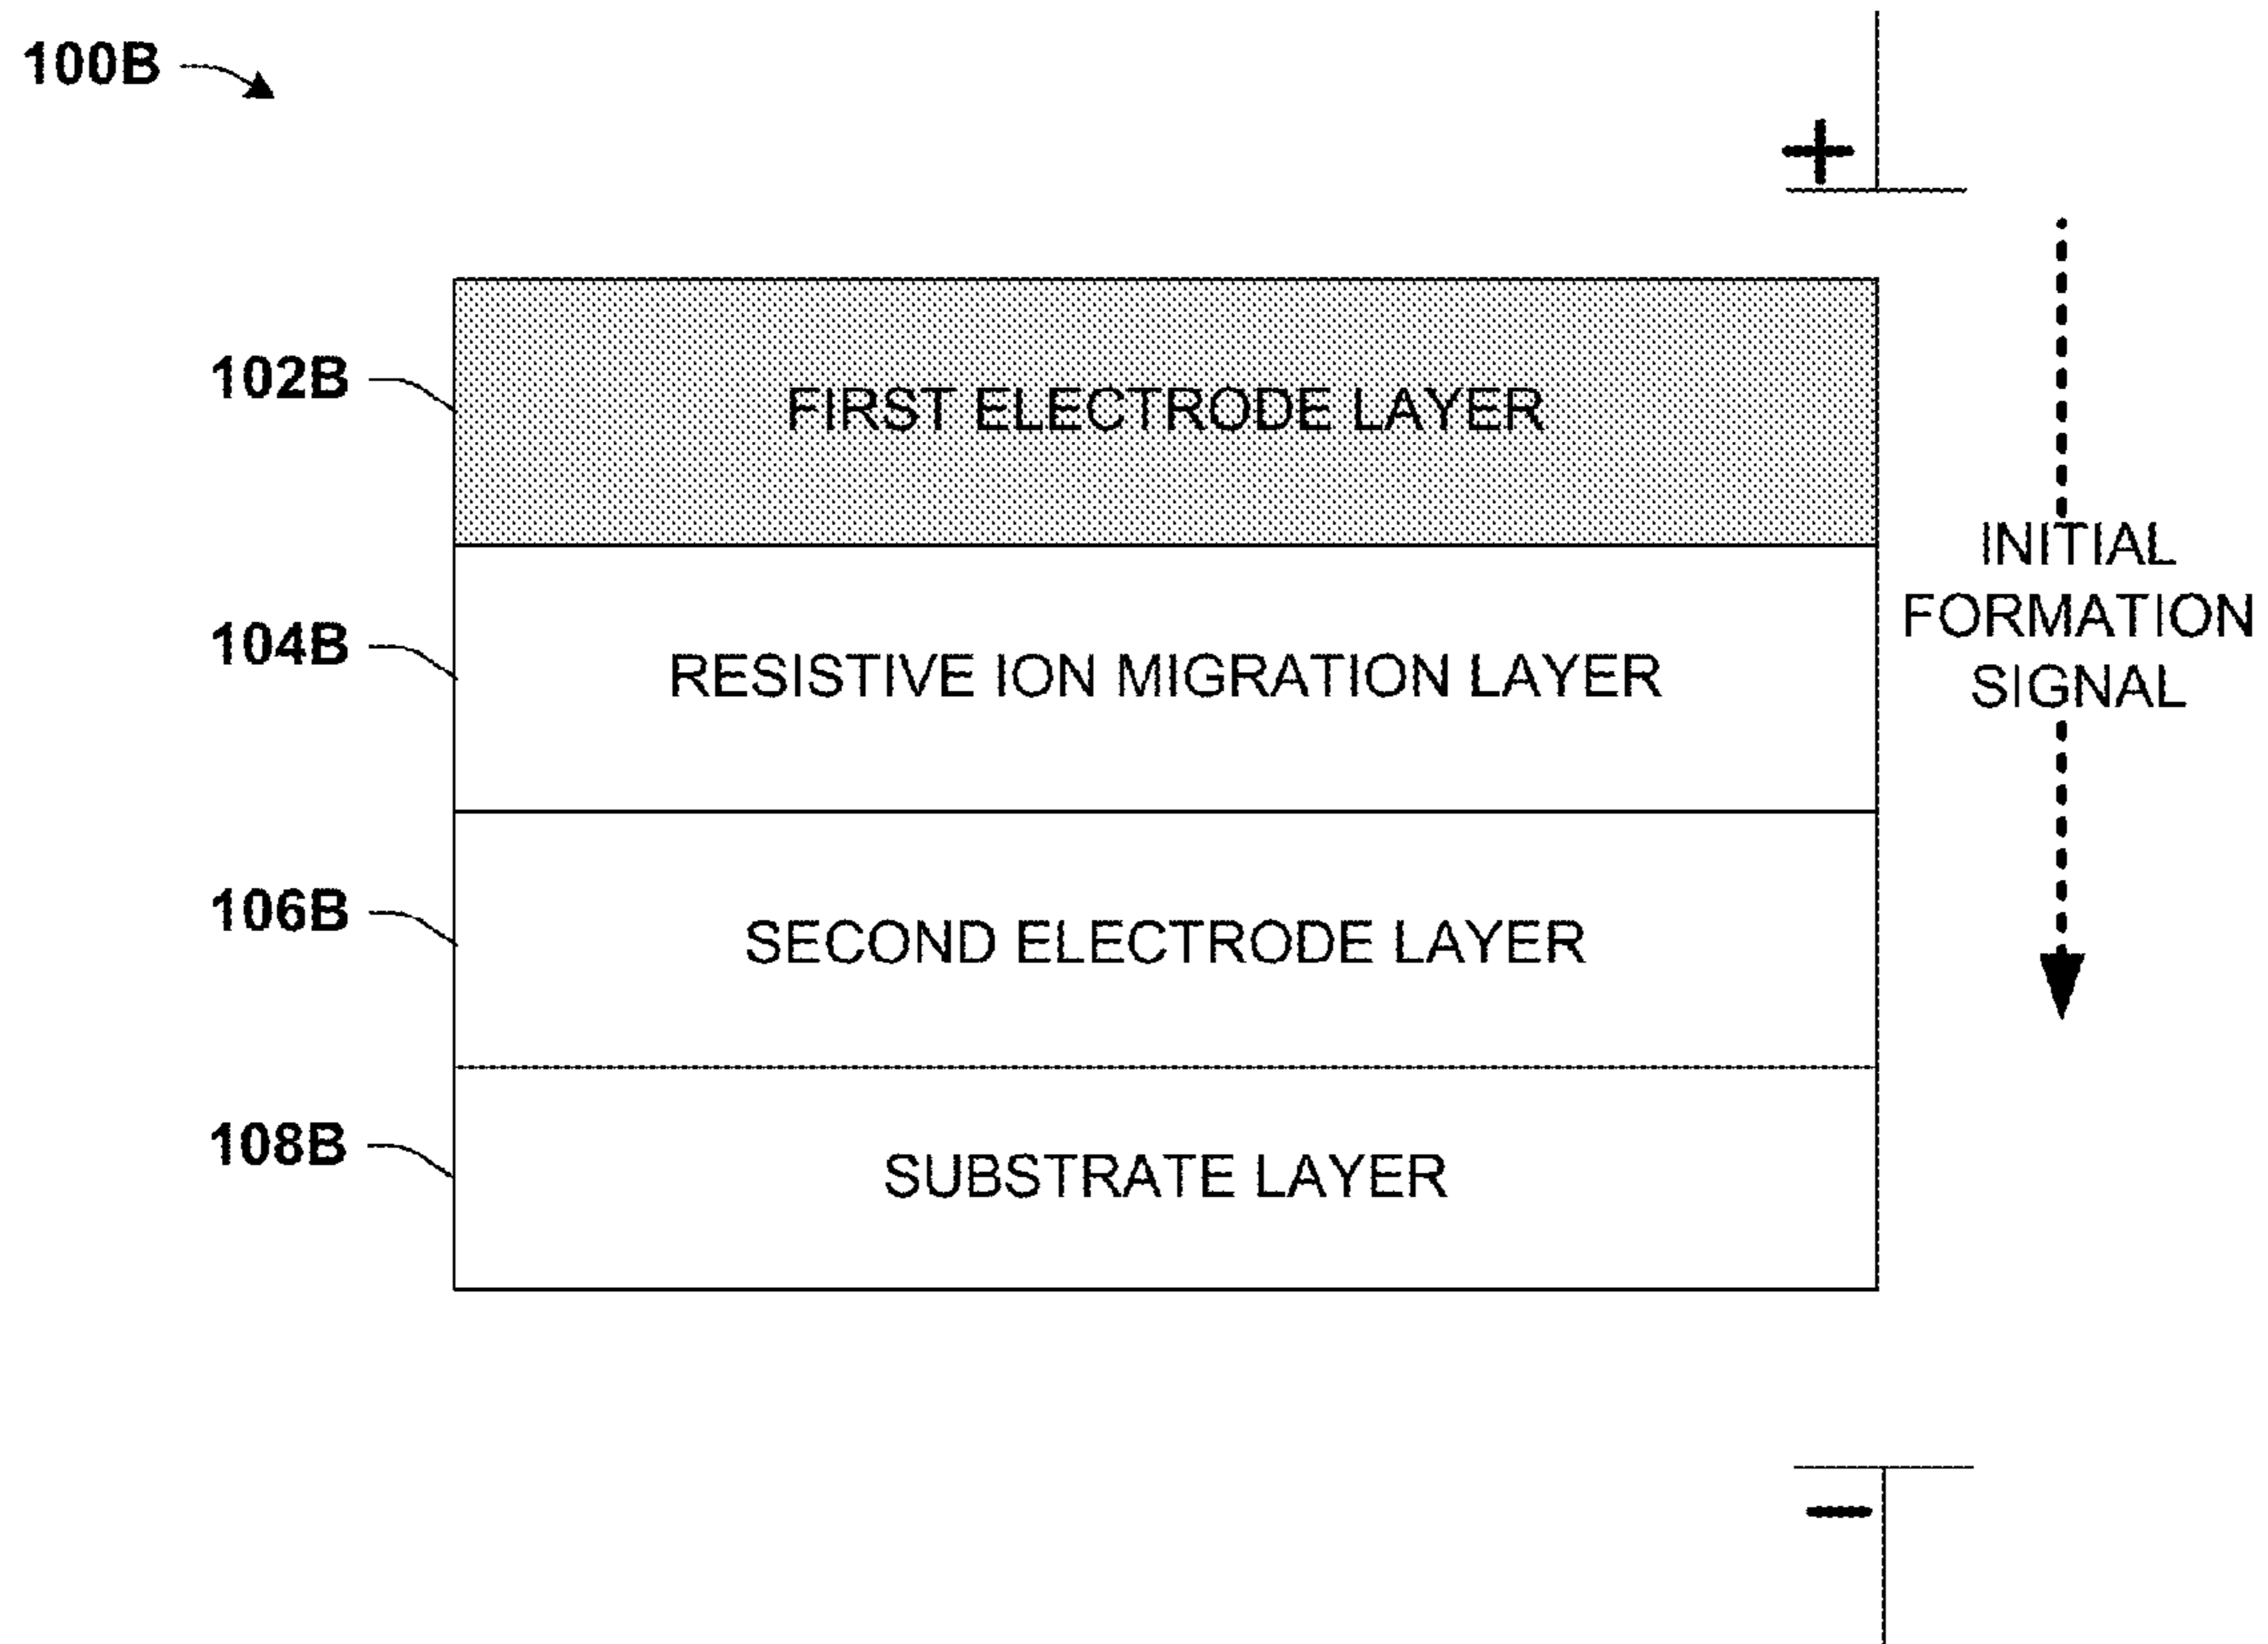 100B
+
102B
FIRST ELECTRODE LAYER
INITIAL
FORMATION
SIGNAL
104B
RESISTIVE ION MIGRATION LAYER
106B
SECOND ELECTRODE LAYER
108B
SUBSTRATE LAYER
-